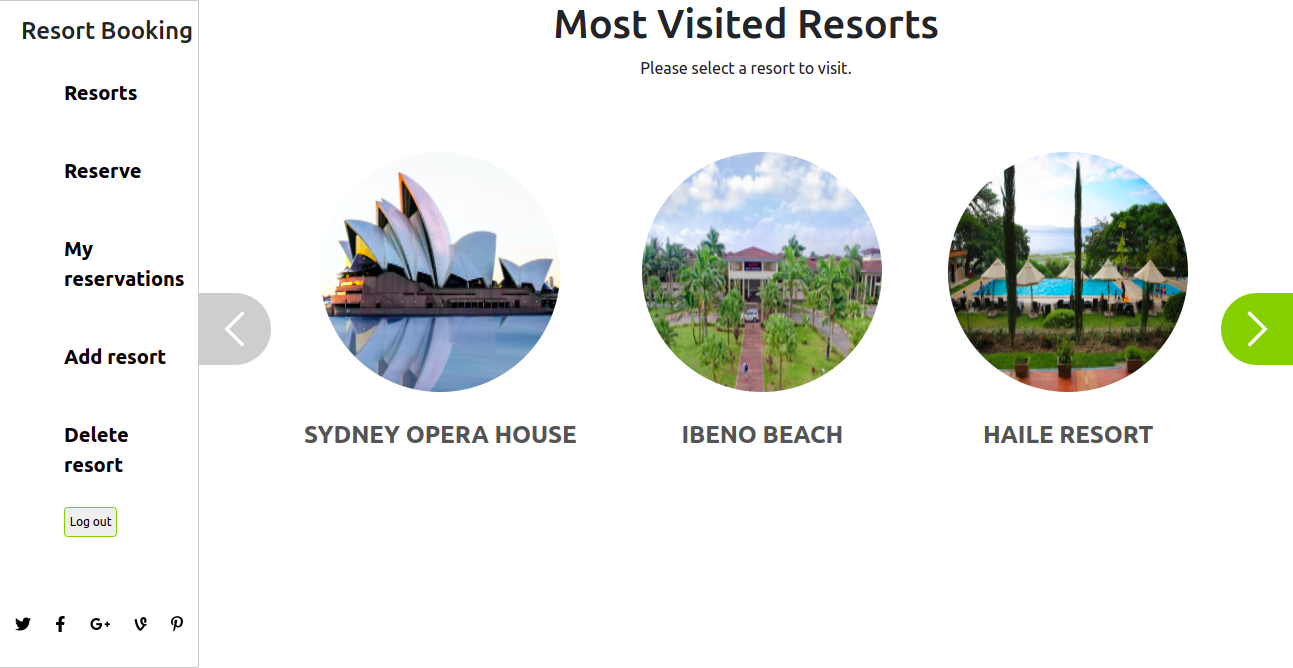 Resort Booking
Resorts
Reserve
My
reservations
Add resort
Delete
resort
Log out
Most Visited Resorts
Please select a resort to visit.
SYDNEY OPERA HOUSE
IBENO BEACH
HAILE RESORT